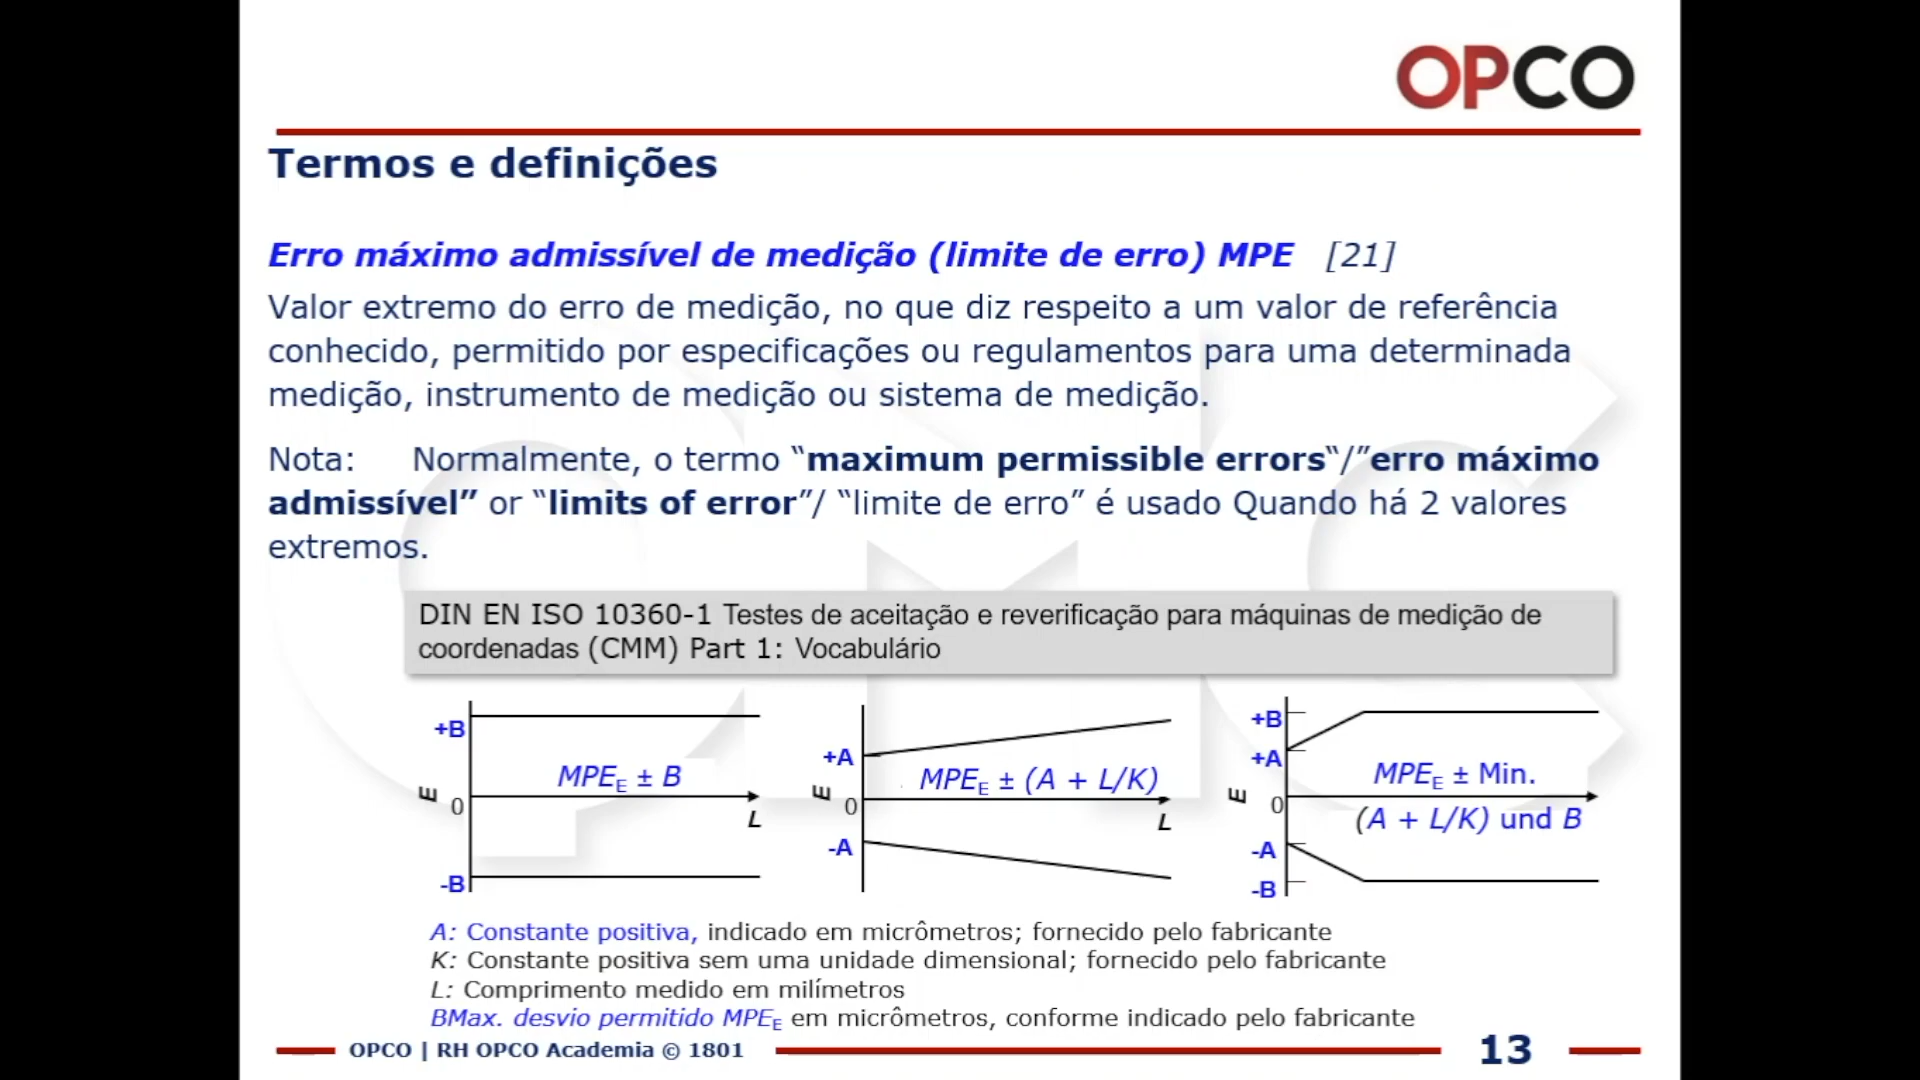 OPCO
Termos e definições
Erro máximo admissível de medição (limite de erro) MPE [21]
Valor extremo do erro de medição, no que diz respeito a um valor de referência
conhecido, permitido por especificações ou regulamentos para uma determinada
medição, instrumento de medição ou sistema de medição.
Nota: Normalmente, o termo “maximum permissible errors“/”erro máximo
admissível” or “limits of error”/ “limite de erro” é usado Quando há 2 valores
extremos.
DIN EN ISO 10360-1 Testes de aceitação e reverificação para máquinas de medição de
coordenadas (CMM) Part 1: Vocabulário
+B
MPEE ± B
E
0
L
-B
+A
MPEE ± (A + L/K)
E
0
L
-A
+B
+A
MPEE ± Min.
E
0
(A + L/K) und B
-A
-B
A: Constante positiva, indicado em micrômetros; fornecido pelo fabricante
K: Constante positiva sem uma unidade dimensional; fornecido pelo fabricante
L: Comprimento medido em milímetros
BMax. desvio permitido MPEE em micrômetros, conforme indicado pelo fabricante
OPCO | RH OPCO Academia © 1801
13